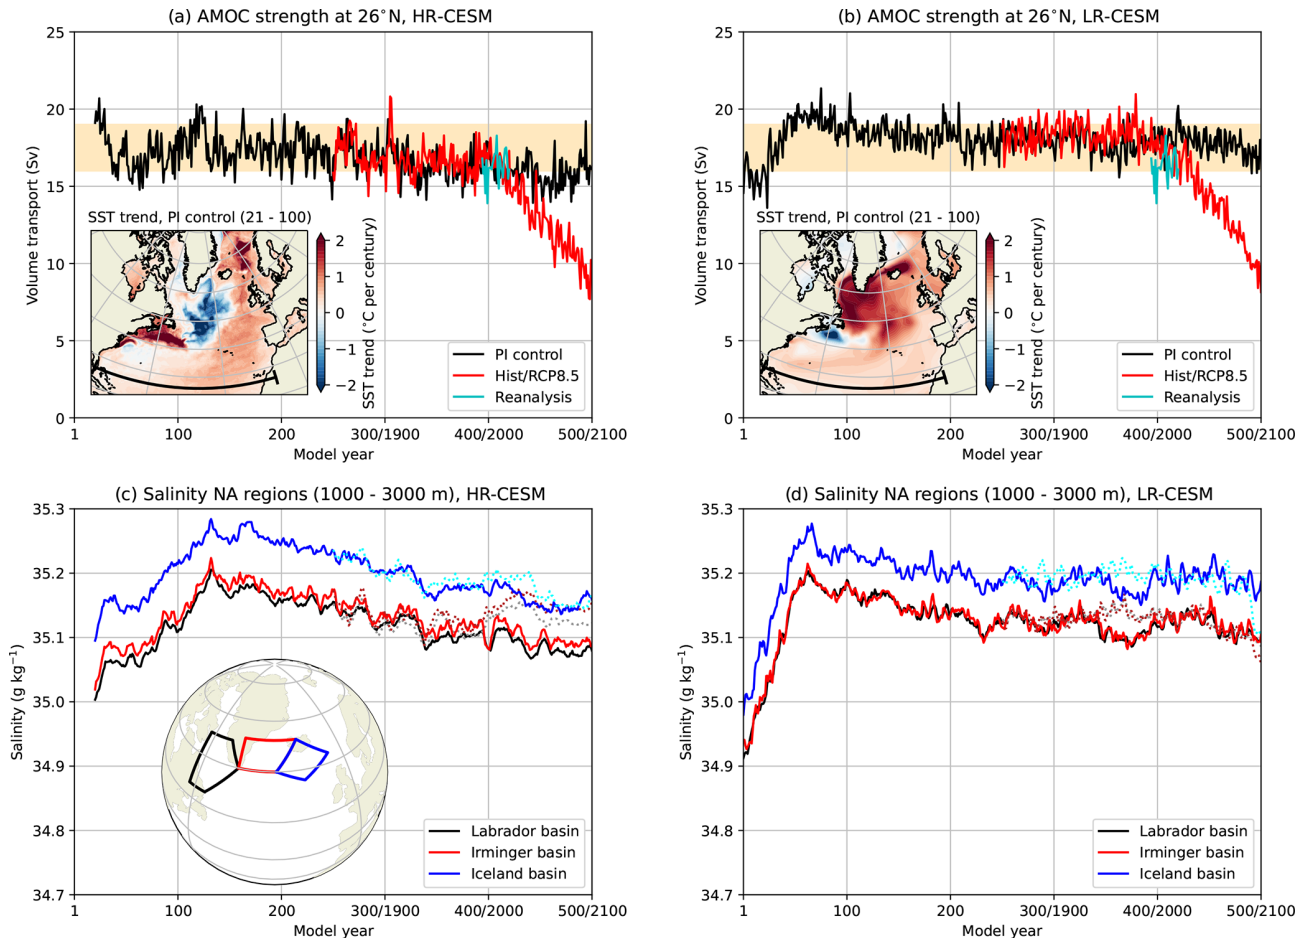 (a) AMOC strength at 26°N, HR-CESM
25
20
15
10
5
0
Volume transport (Sv)
SST trend, PI control (21 - 100)
2
1
0
−1
−2
SST trend (°C per century)
PI control
Hist/RCP8.5
Reanalysis
1
100
200
300/1900
400/2000
500/2100
Model year
(b) AMOC strength at 26°N, LR-CESM
25
20
15
10
5
0
Volume transport (Sv)
SST trend, PI control (21 - 100)
2
1
0
−1
−2
SST trend (°C per century)
PI control
Hist/RCP8.5
Reanalysis
1
100
200
300/1900
400/2000
500/2100
Model year
(c) Salinity NA regions (1000 - 3000 m), HR-CESM
35.3
35.2
35.1
35.0
34.9
34.8
34.7
Salinity (g kg⁻¹)
Labrador basin
Irminger basin
Iceland basin
1
100
200
300/1900
400/2000
500/2100
Model year
(d) Salinity NA regions (1000 - 3000 m), LR-CESM
35.3
35.2
35.1
35.0
34.9
34.8
34.7
Salinity (g kg⁻¹)
Labrador basin
Irminger basin
Iceland basin
1
100
200
300/1900
400/2000
500/2100
Model year